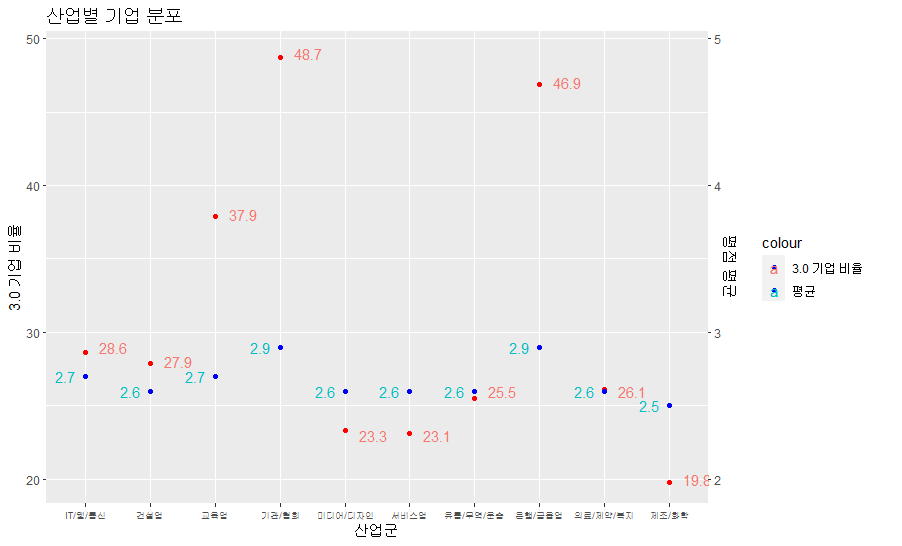 산업별 기업 분포
50
40
30
20
3.0 기업 비율
5
4
3
2
평점 평균
28.6
27.9
37.9
48.7
23.3
23.1
25.5
46.9
26.1
19.8
2.7
2.6
2.7
2.9
2.6
2.6
2.6
2.9
2.6
2.5
IT/웹/통신
건설업
교육업
기관/협회
미디어/디자인
서비스업
유통/무역/운송
은행/금융업
의료/제약/복지
제조/화학
산업군
colour
a 3.0 기업 비율
a 평균